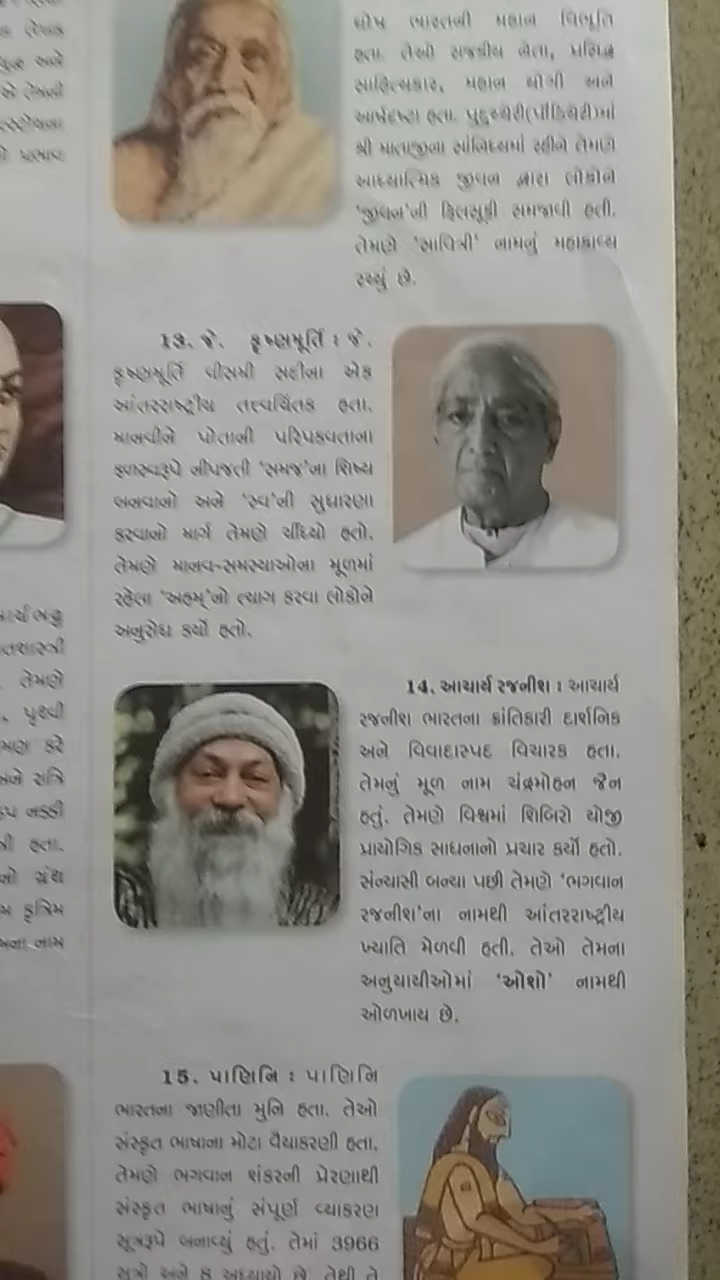 ઘોષ ભારતની મહાન વિભૂતિ
હતા. તેઓ રાજકીય નેતા, પ્રસિદ્ધ
સાહિત્યકાર, મહાન યોગી અને
આર્ષદૃષ્ટા હતા. પુદુચ્ચેરી(પોંડિચેરી)માં
શ્રી માતાજીના સાંનિધ્યમાં રહીને તેમણે
આધ્યાત્મિક જીવન દ્વારા લોકોને
'જીવન'ની ફિલસૂફી સમજાવી હતી.
તેમણે 'સાવિત્રી' નામનું મહાકાવ્ય
રચ્યું છે.
13. જે. કૃષ્ણમૂર્તિ : જે.
કૃષ્ણમૂર્તિ વીસમી સદીના એક
આંતરરાષ્ટ્રીય તત્ત્વચિંતક હતા.
માનવીને પોતાની પરિપક્વતાના
ફળસ્વરૂપે નીપજતી 'સમજ'ના શિષ્ય
બનવાનો અને 'સ્વ'ની સુધારણા
કરવાનો માર્ગ તેમણે ચીંધ્યો હતો.
તેમણે માનવ-સમસ્યાઓના મૂળમાં
રહેલા 'અહમ્'નો ત્યાગ કરવા લોકોને
અનુરોધ કર્યો હતો.
14. આચાર્ય રજનીશ : આચાર્ય
રજનીશ ભારતના ક્રાંતિકારી દાર્શનિક
અને વિવાદાસ્પદ વિચારક હતા.
તેમનું મૂળ નામ ચંદ્રમોહન જૈન
હતું. તેમણે વિશ્વમાં શિબિરો યોજી
પ્રાયોગિક સાધનાનો પ્રચાર કર્યો હતો.
સંન્યાસી બન્યા પછી તેમણે 'ભગવાન
રજનીશ'ના નામથી આંતરરાષ્ટ્રીય
ખ્યાતિ મેળવી હતી. તેઓ તેમના
અનુયાયીઓમાં 'ઓશો' નામથી
ઓળખાય છે.
15. પાણિનિ : પાણિનિ
ભારતના જાણીતા મુનિ હતા. તેઓ
સંસ્કૃત ભાષાના મોટા વૈયાકરણી હતા.
તેમણે ભગવાન શંકરની પ્રેરણાથી
સંસ્કૃત ભાષાનું સંપૂર્ણ વ્યાકરણ
સૂત્રરૂપે બનાવ્યું હતું. તેમાં 3966
સૂત્રો અને 8 અધ્યાયો છે. તેથી તે